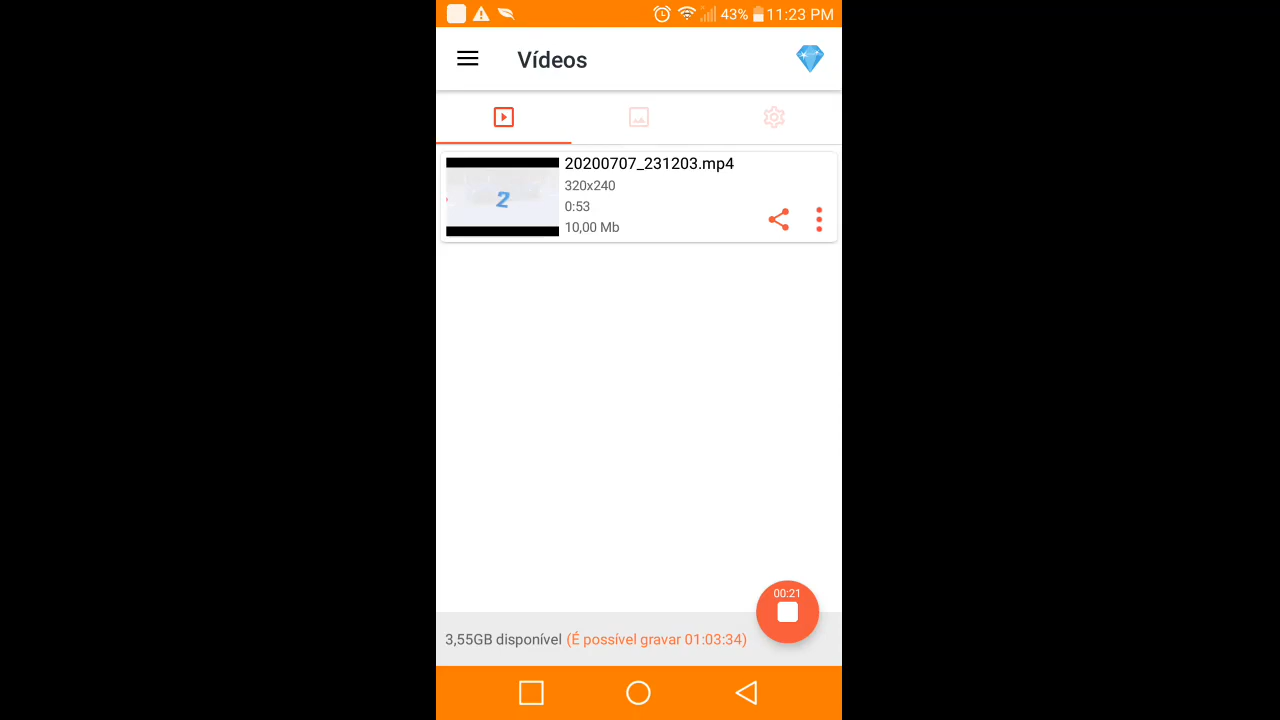 43% 11:23 PM
Vídeos
2
20200707_231203.mp4
320x240
0:53
10,00 Mb
00:21
3,55GB disponível (É possível gravar 01:03:34)